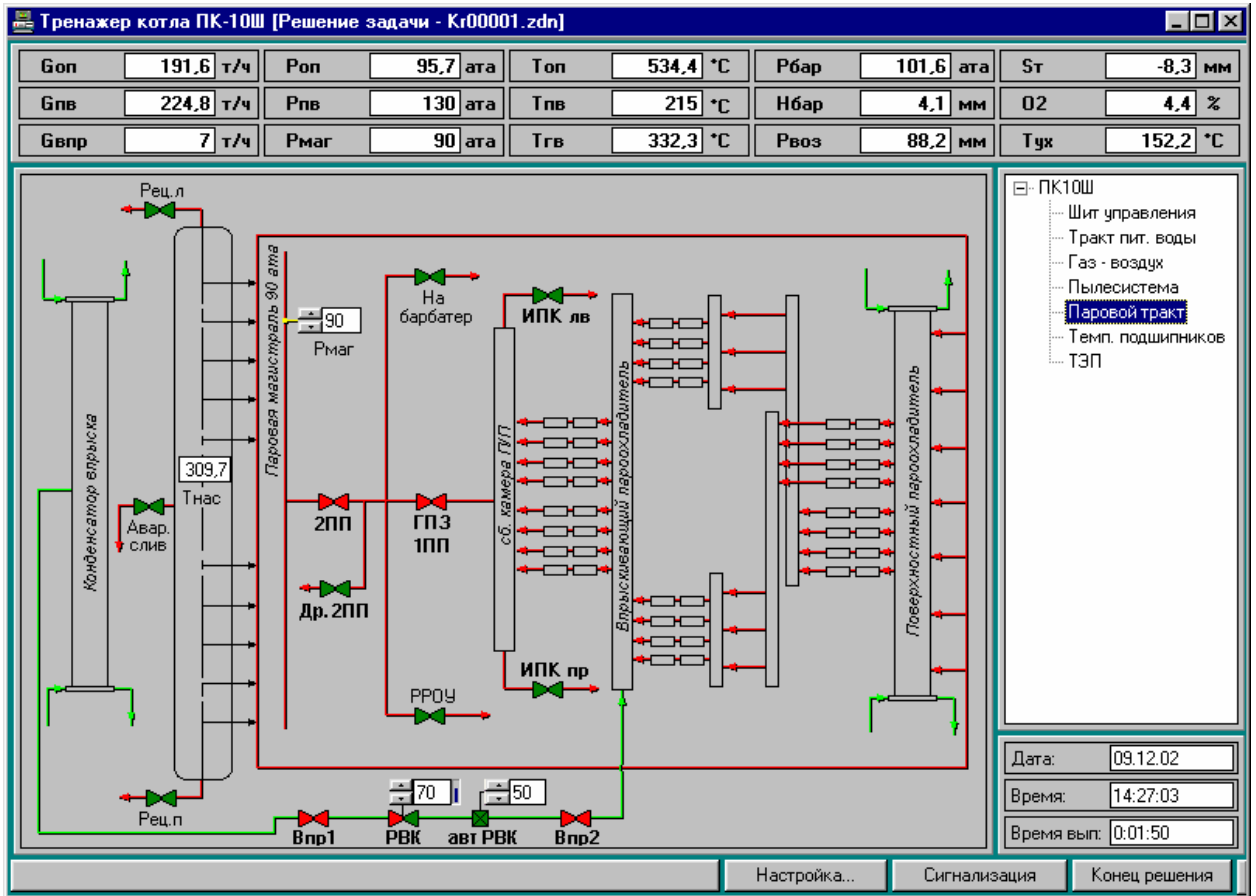 Тренажер котла ПК-10Ш [Решение задачи - Kr00001.zdn]
Gоп 191,6 т/ч Pоп 95,7 ата Tоп 534,4 °C Pбар 101,6 ата Sт -8,3 мм
Gпв 224,8 т/ч Pпв 130 ата Tпв 215 °C Hбар 4,1 мм O2 4,4 %
Gвпр 7 т/ч Pмаг 90 ата Tгв 332,3 °C Pвоз 88,2 мм Tух 152,2 °C
Рец.л
Конденсатор впрыска
309,7
Тнас
Авар.
слив
Рец.п
Паровая магистраль 90 ата
90
Рмаг
На
барбатер
2ПП
ГПЗ
1ПП
Др.2ПП
РРОУ
ИПК лв
сб. камера П/П
ИПК пр
Впрыскивающий пароохладитель
Поверхностный пароохладитель
70
50
Впр1
РВК
авт РВК
Впр2
ПК10Ш
Щит управления
Тракт пит. воды
Газ - воздух
Пылесистема
Паровой тракт
Темп. подшипников
ТЭП
Дата: 09.12.02
Время: 14:27:03
Время вып: 0:01:50
Настройка...
Сигнализация
Конец решения